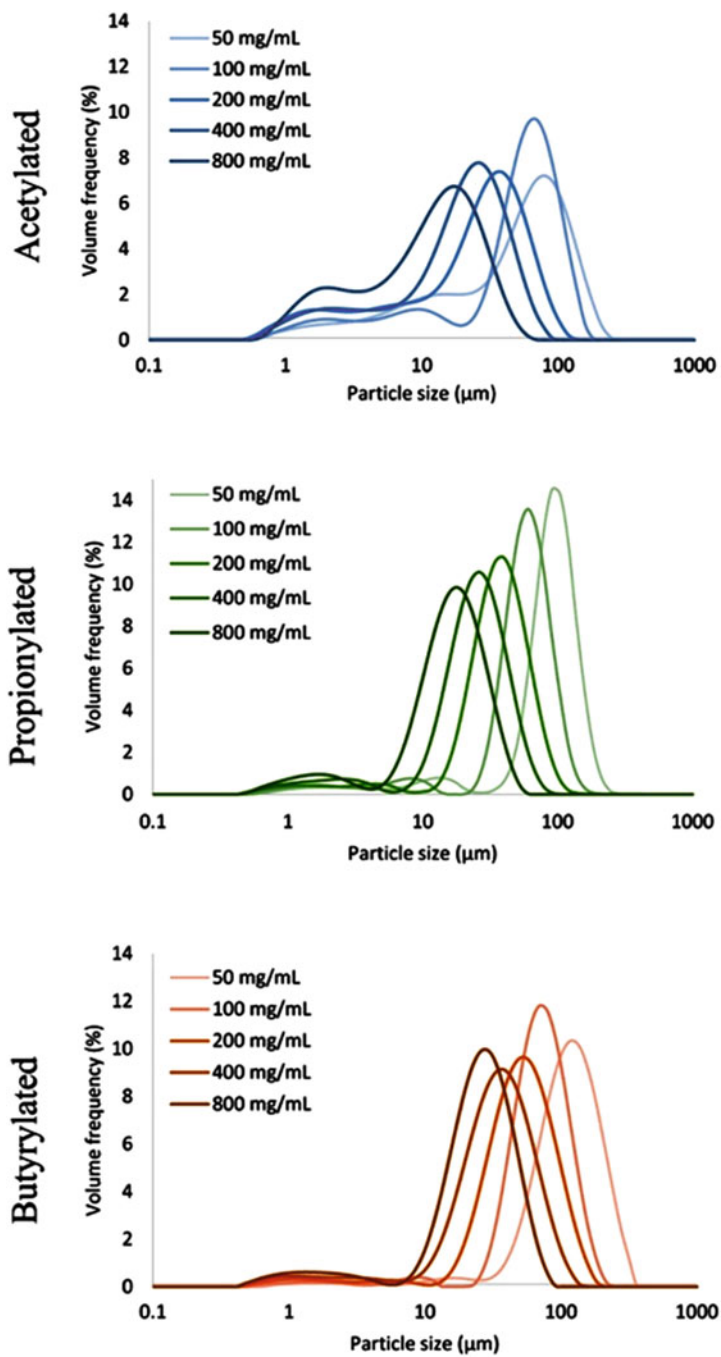 Acetylated
Volume frequency (%)
14
12
10
8
6
4
2
0
50 mg/mL
100 mg/mL
200 mg/mL
400 mg/mL
800 mg/mL
0.1 1 10 100 1000
Particle size (µm)
Propionylated
Volume frequency (%)
14
12
10
8
6
4
2
0
50 mg/mL
100 mg/mL
200 mg/mL
400 mg/mL
800 mg/mL
0.1 1 10 100 1000
Particle size (µm)
Butyrylated
Volume frequency (%)
14
12
10
8
6
4
2
0
50 mg/mL
100 mg/mL
200 mg/mL
400 mg/mL
800 mg/mL
0.1 1 10 100 1000
Particle size (µm)